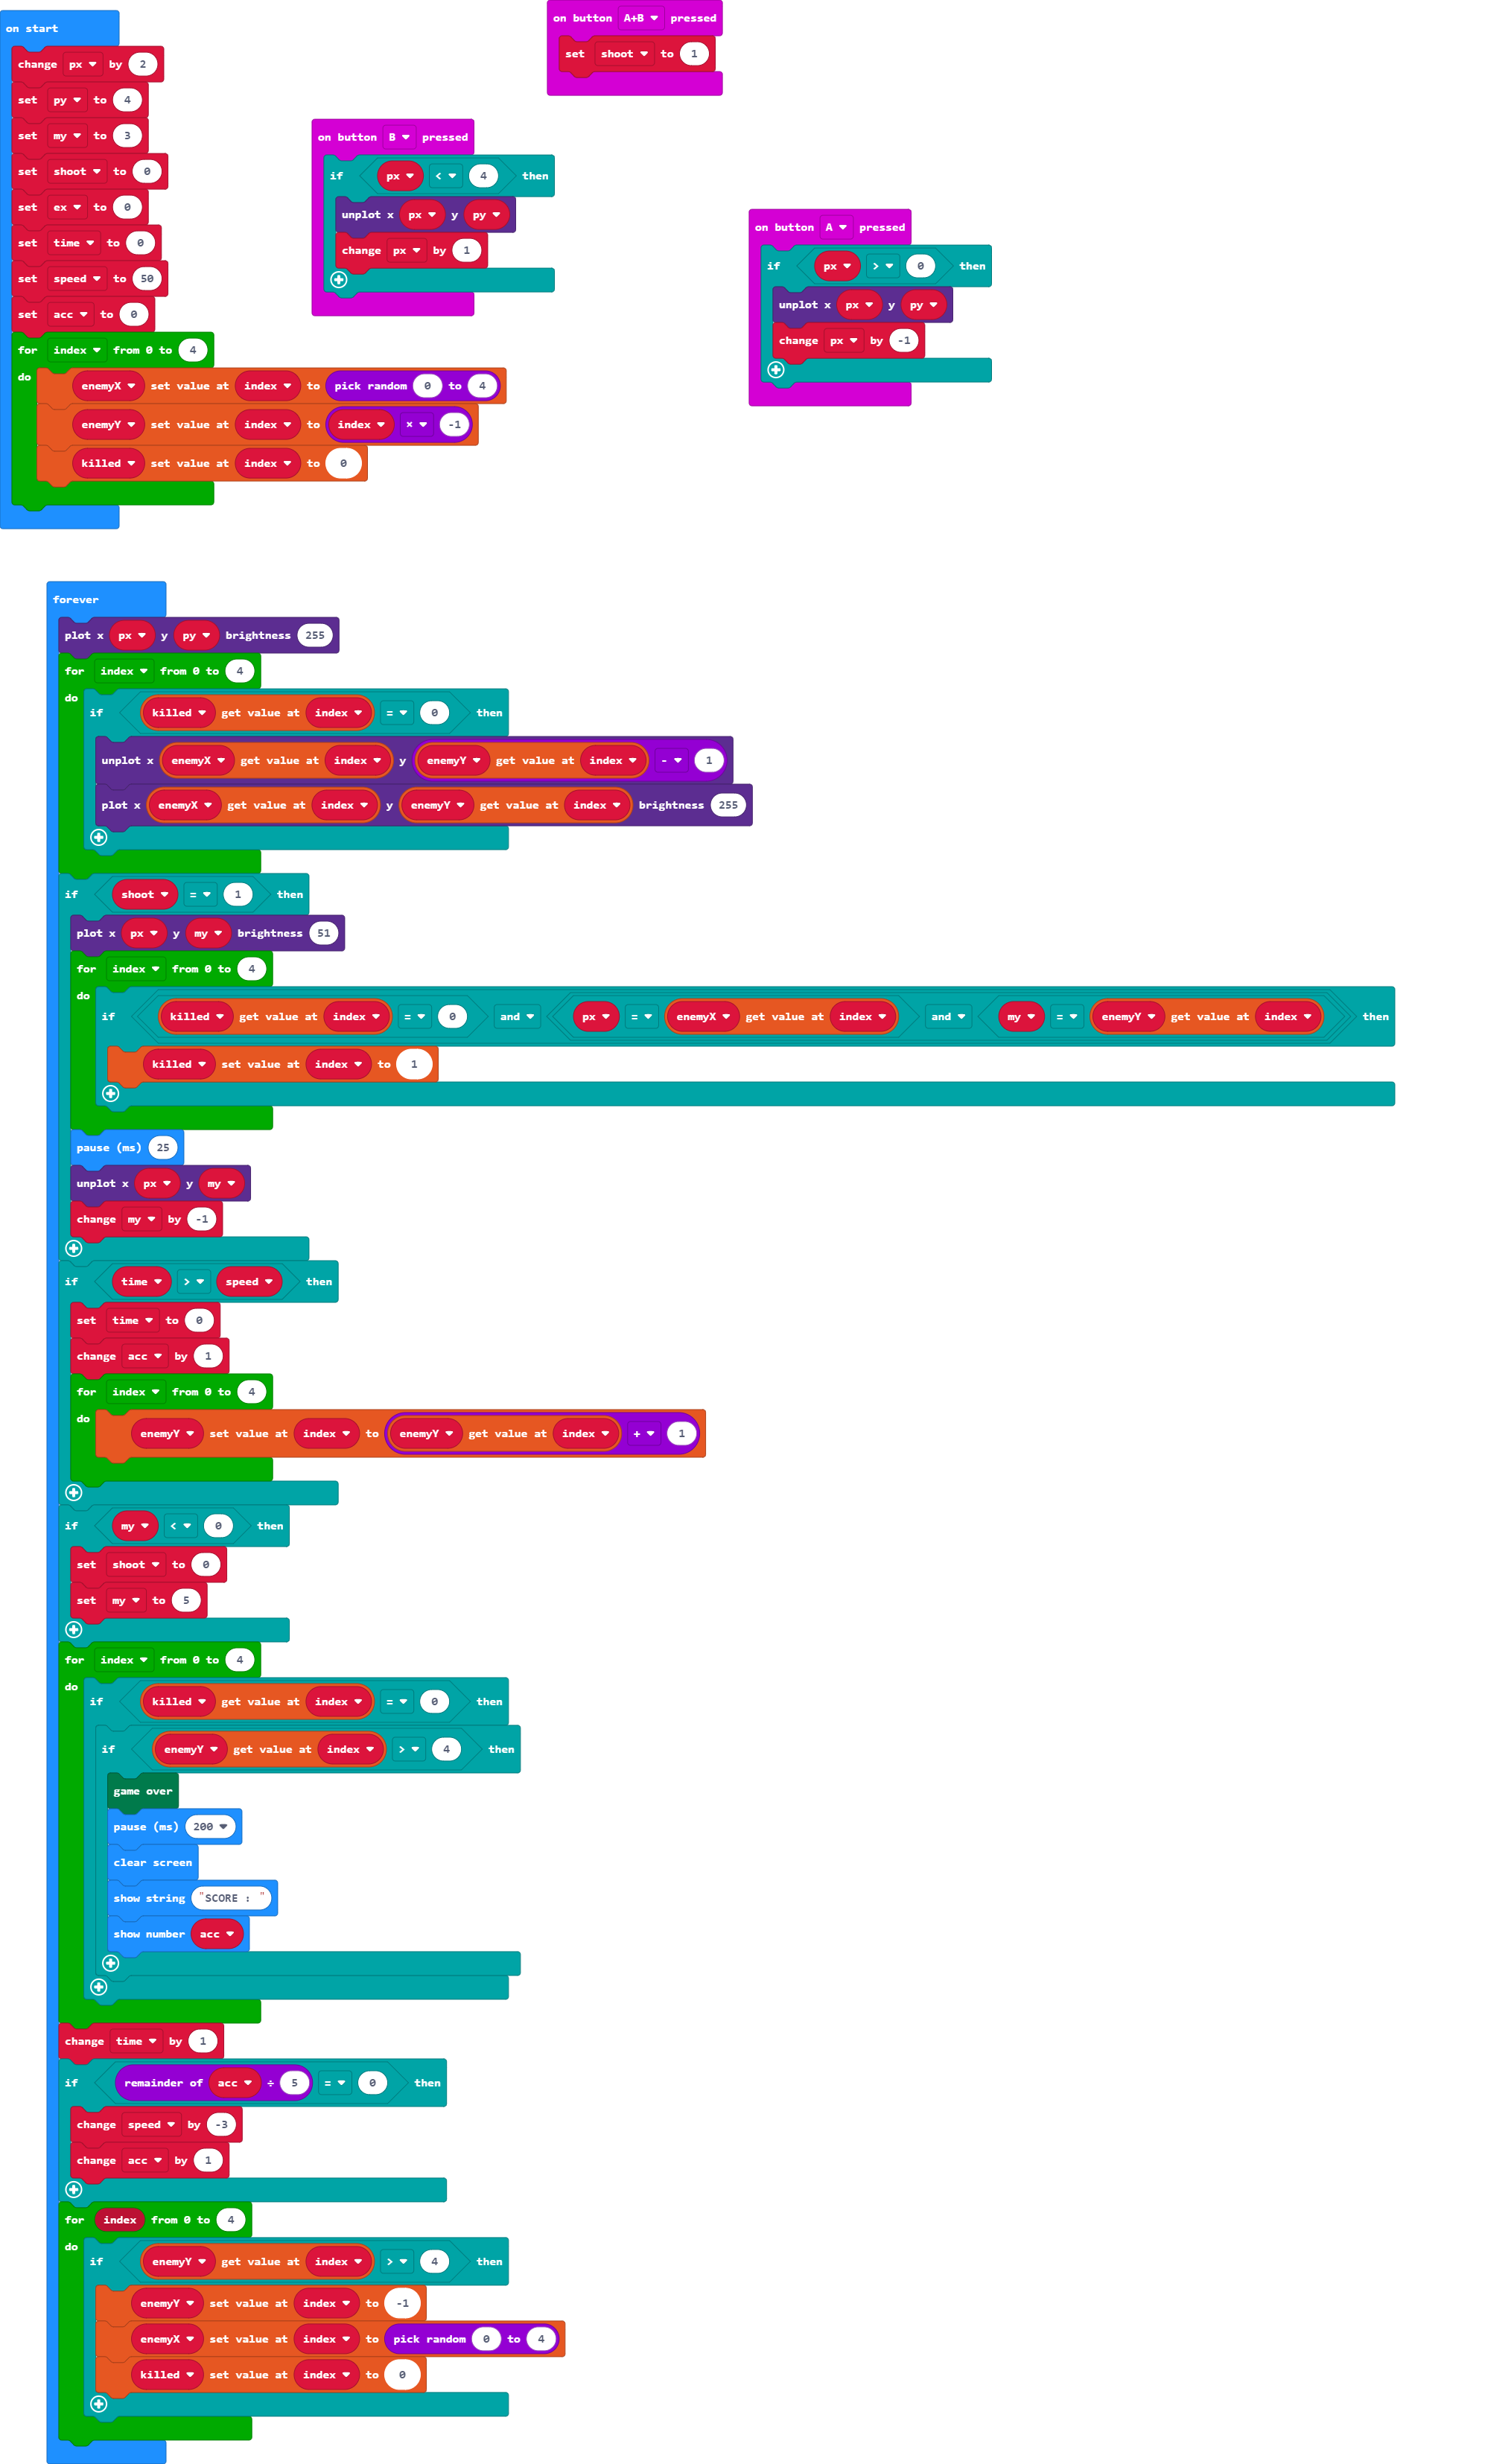 on start
change px by 2
set py to 4
set my to 3
set shoot to 0
set ex to 0
set time to 0
set speed to 50
set acc to 0
for index from 0 to 4
do
enemyX set value at index to pick random 0 to 4
enemyY set value at index to index × -1
killed set value at index to 0
on button A+B pressed
set shoot to 1
on button B pressed
if px < 4 then
unplot x px y py
change px by 1
on button A pressed
if px > 0 then
unplot x px y py
change px by -1
forever
plot x px y py brightness 255
for index from 0 to 4
do
if killed get value at index = 0 then
unplot x enemyX get value at index y enemyY get value at index - 1
plot x enemyX get value at index y enemyY get value at index brightness 255
if shoot = 1 then
plot x px y my brightness 51
for index from 0 to 4
do
if killed get value at index = 0 and px = enemyX get value at index and my = enemyY get value at index then
killed set value at index to 1
pause (ms) 25
unplot x px y my
change my by -1
if time > speed then
set time to 0
change acc by 1
for index from 0 to 4
do
enemyY set value at index to enemyY get value at index + 1
if my < 0 then
set shoot to 0
set my to 5
for index from 0 to 4
do
if killed get value at index = 0 then
if enemyY get value at index > 4 then
game over
pause (ms) 200
clear screen
show string "SCORE : "
show number acc
change time by 1
if remainder of acc ÷ 5 = 0 then
change speed by -3
change acc by 1
for index from 0 to 4
do
if enemyY get value at index > 4 then
enemyY set value at index to -1
enemyX set value at index to pick random 0 to 4
killed set value at index to 0